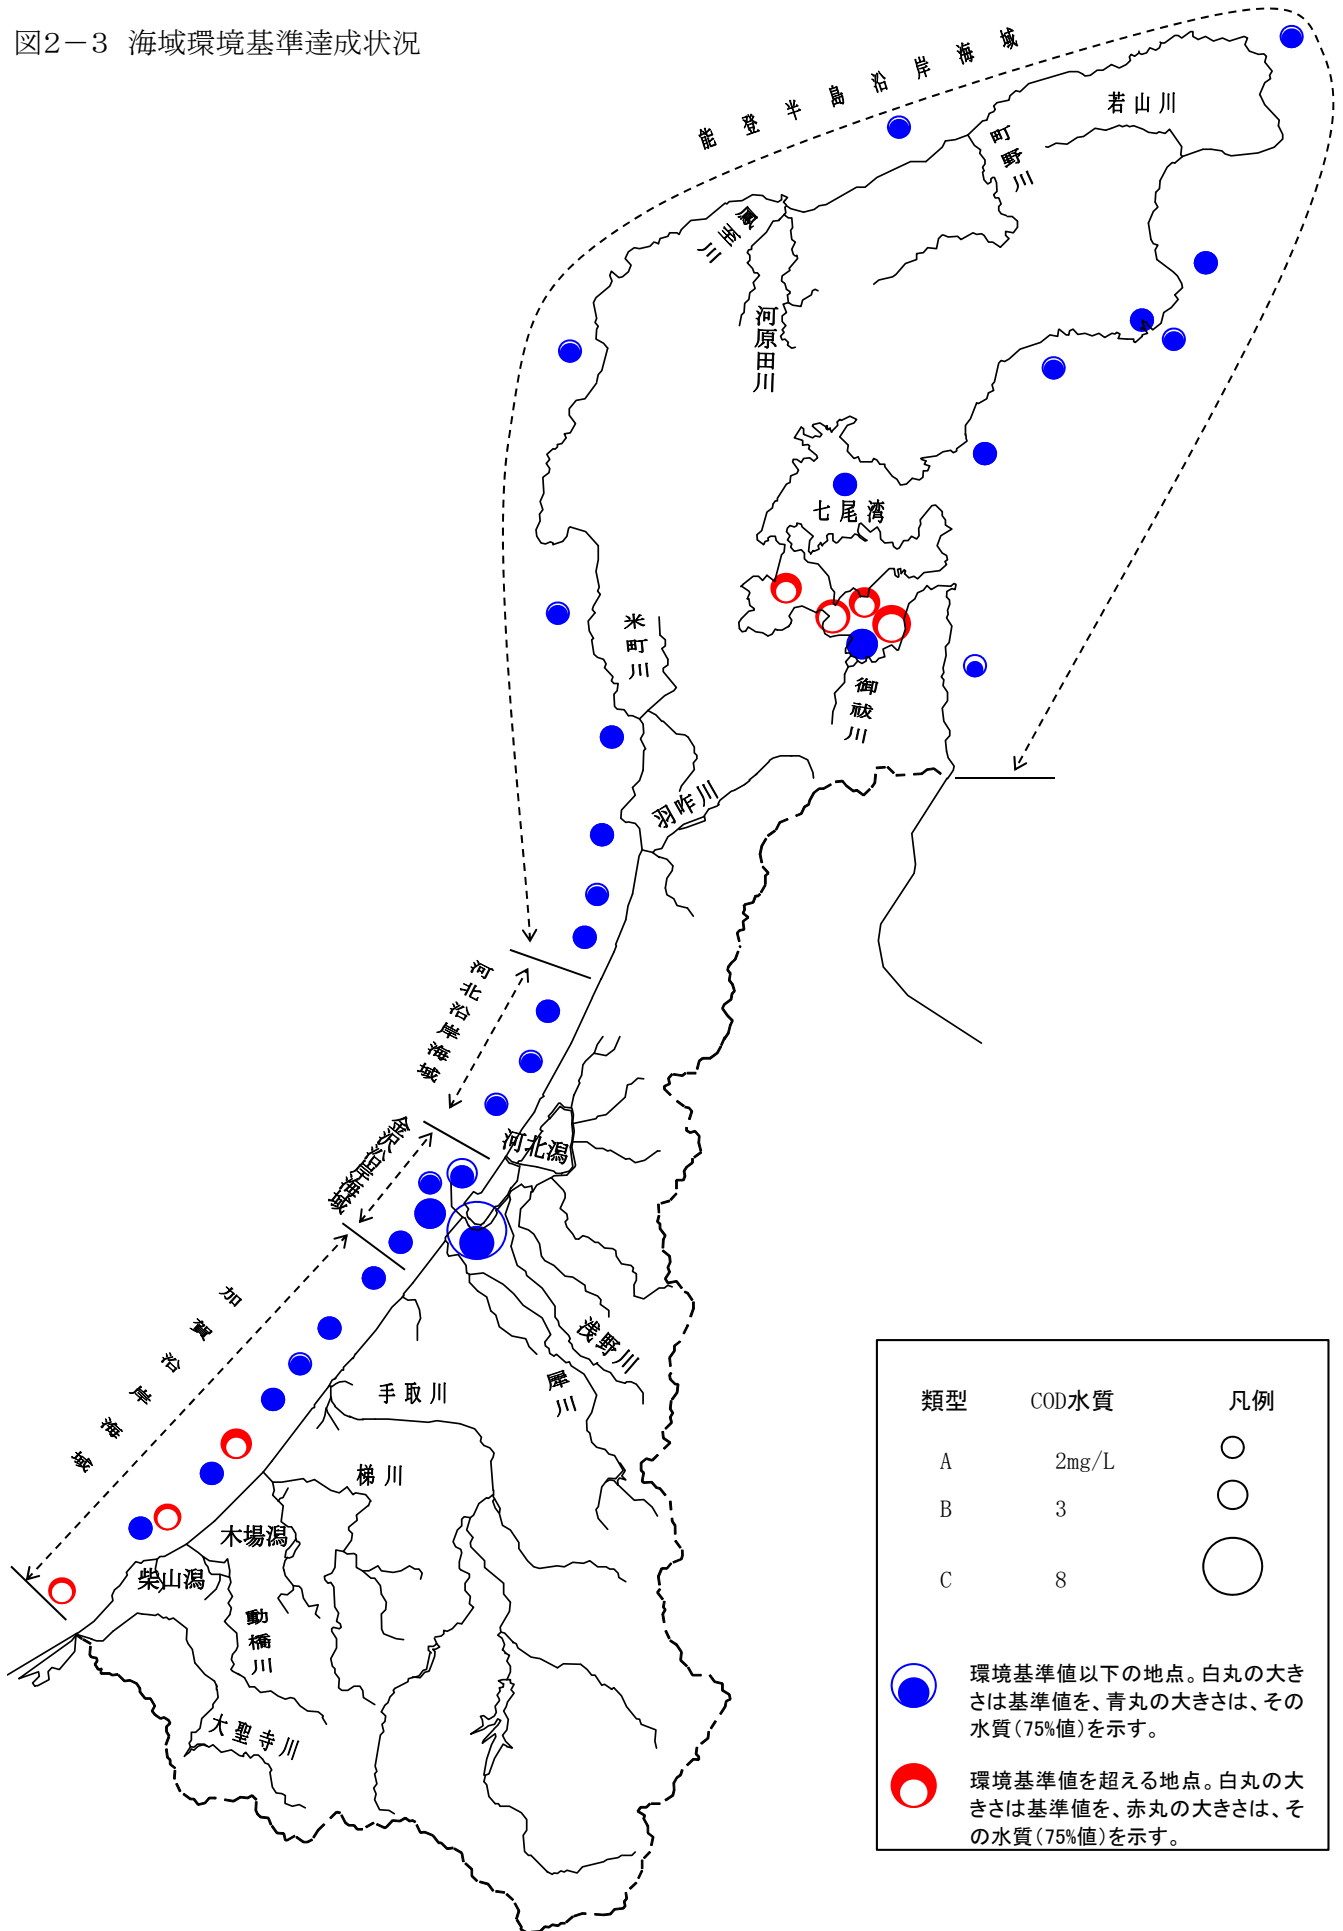 図2－3 海域環境基準達成状況
能登半島沿岸海域
若山川
町野川
鳳至川
河原田川
七尾湾
米町川
御祓川
羽咋川
河北沿岸海域
河北潟
金沢沿岸海域
加賀沿岸海域
浅野川
犀川
手取川
梯川
木場潟
柴山潟
動橋川
大聖寺川
類型 COD水質 凡例
A 2mg/L
B 3
C 8
環境基準値以下の地点。白丸の大き
さは基準値を、青丸の大きさは、その
水質(75%値)を示す。
環境基準値を超える地点。白丸の大
きさは基準値を、赤丸の大きさは、そ
の水質(75%値)を示す。